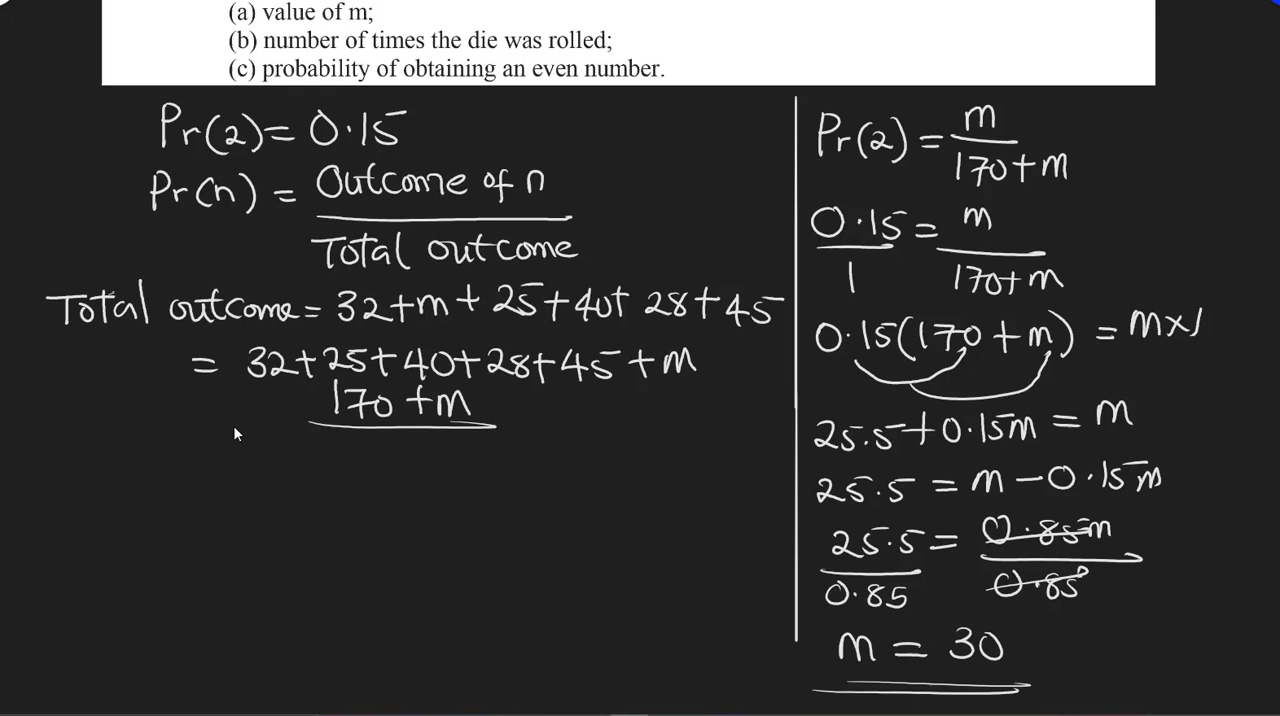 (a) value of m;
(b) number of times the die was rolled;
(c) probability of obtaining an even number.
Pr(2) = 0.15
Pr(n) = Outcome of n
Total outcome
Total outcome = 32 + m + 25 + 40 + 28 + 45
= 32 + 25 + 40 + 28 + 45 + m
170 + m
Pr(2) = m
170 + m
0.15 = m
1 170 + m
0.15(170 + m) = m × 1
25.5 + 0.15m = m
25.5 = m - 0.15m
25.5 = 0.85m
0.85 0.85
m = 30